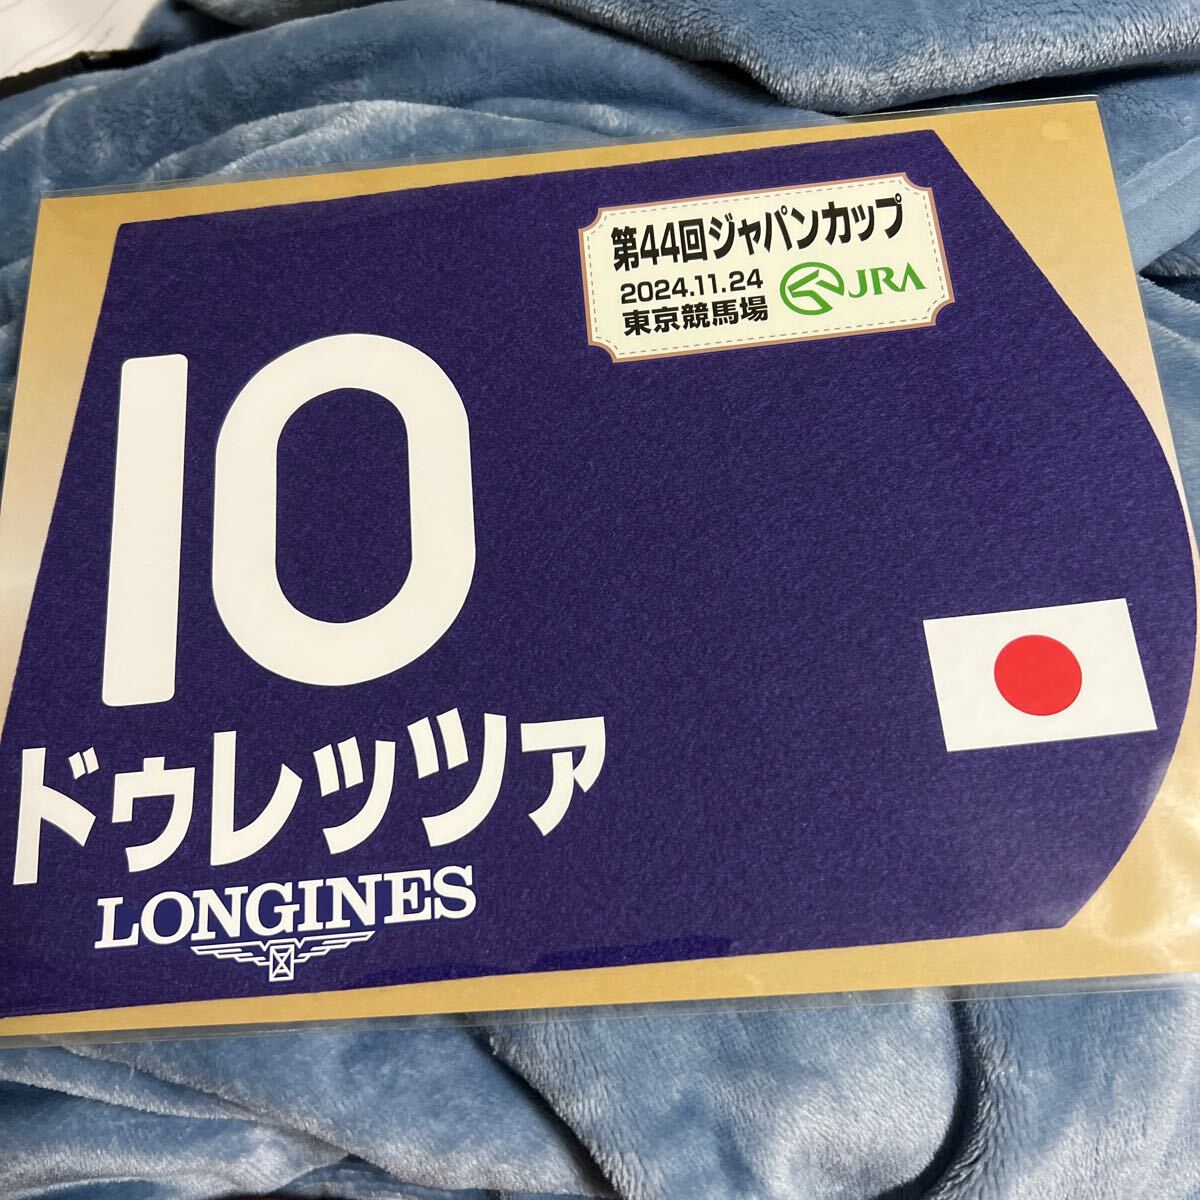 第44回ジャパンカップ
2024.11.24
東京競馬場
JRA
10
ドゥレッツァ
LONGINES